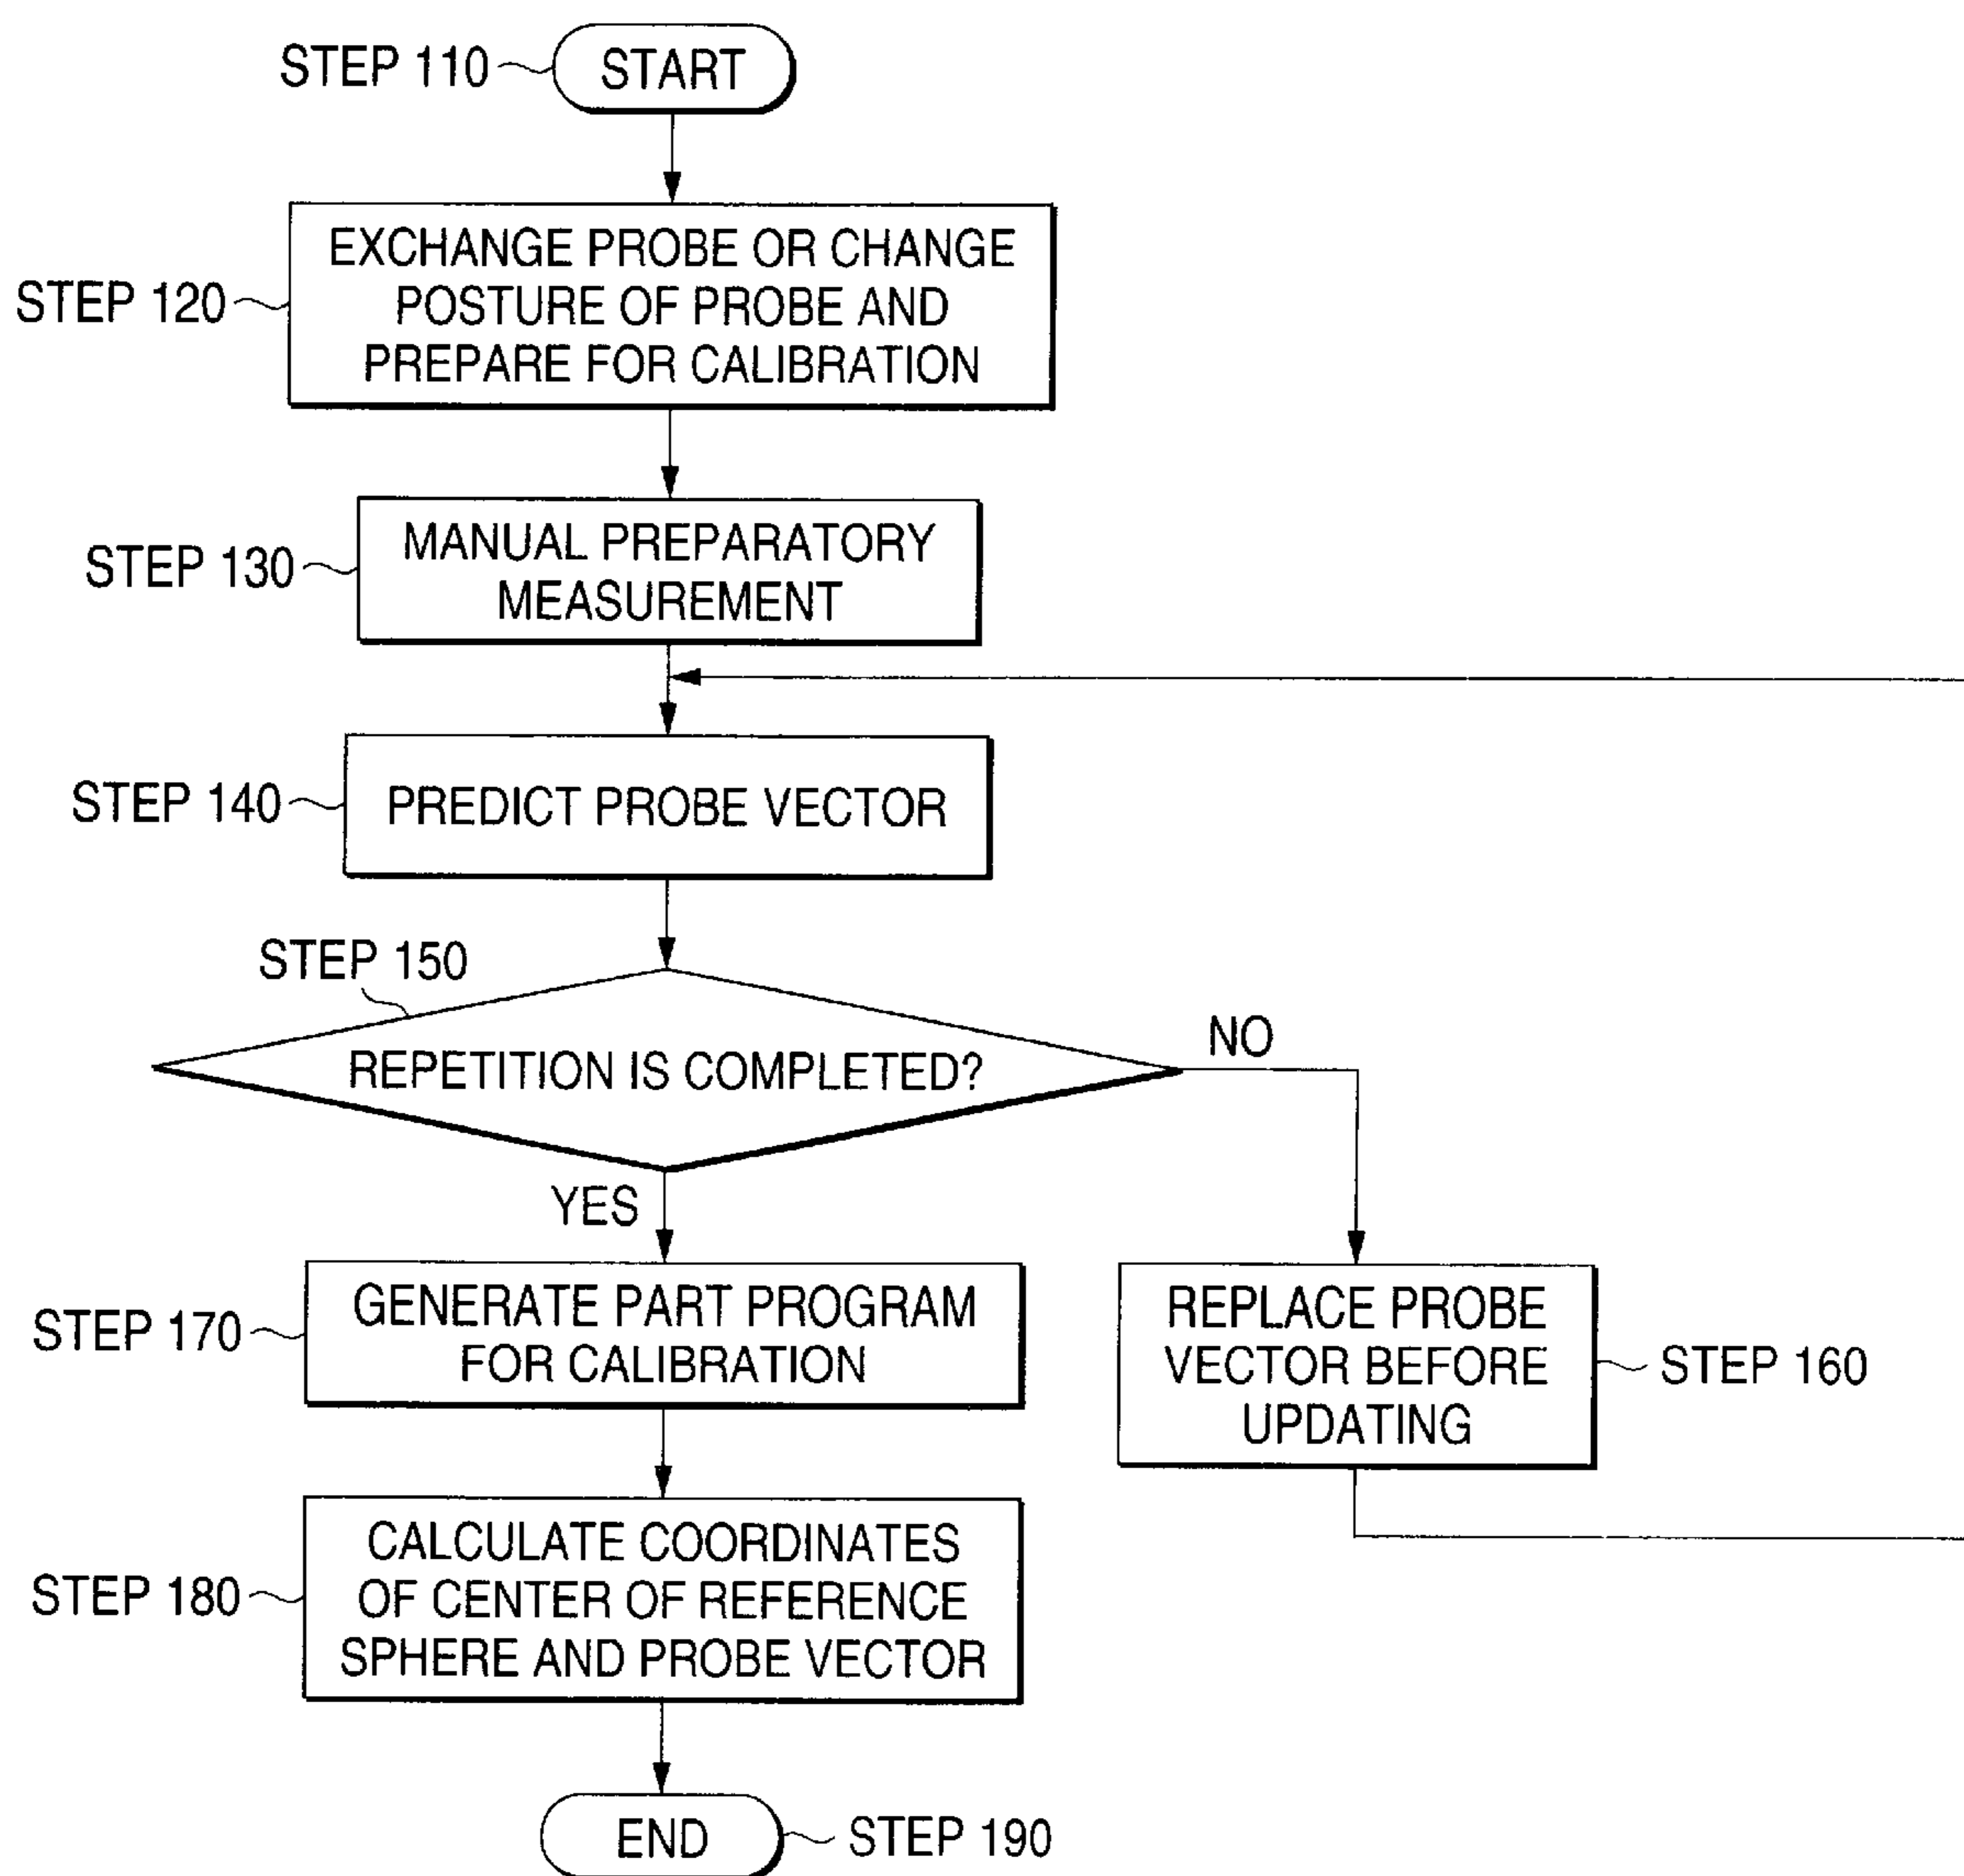 STEP 110
START
STEP 120
EXCHANGE PROBE OR CHANGE
POSTURE OF PROBE AND
PREPARE FOR CALIBRATION
STEP 130
MANUAL PREPARATORY
MEASUREMENT
STEP 140
PREDICT PROBE VECTOR
STEP 150
REPETITION IS COMPLETED?
NO
YES
STEP 160
REPLACE PROBE
VECTOR BEFORE
UPDATING
STEP 170
GENERATE PART PROGRAM
FOR CALIBRATION
STEP 180
CALCULATE COORDINATES
OF CENTER OF REFERENCE
SPHERE AND PROBE VECTOR
END
STEP 190